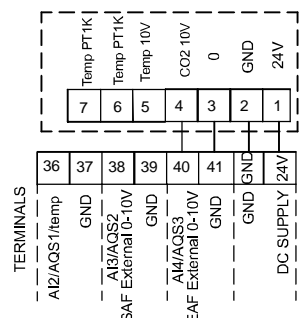 Temp PT1K
Temp PT1K
Temp 10V
CO2 10V
0
GND
24V
7 6 5 4 3 2 1
36 37 38 39 40 41 GND 24V
TERMINALS
AI2/AQS1/temp
GND
AI3/AQS2
SAF External 0-10V
GND
AI4/AQS3
EAF External 0-10V
GND
GND
DC SUPPLY